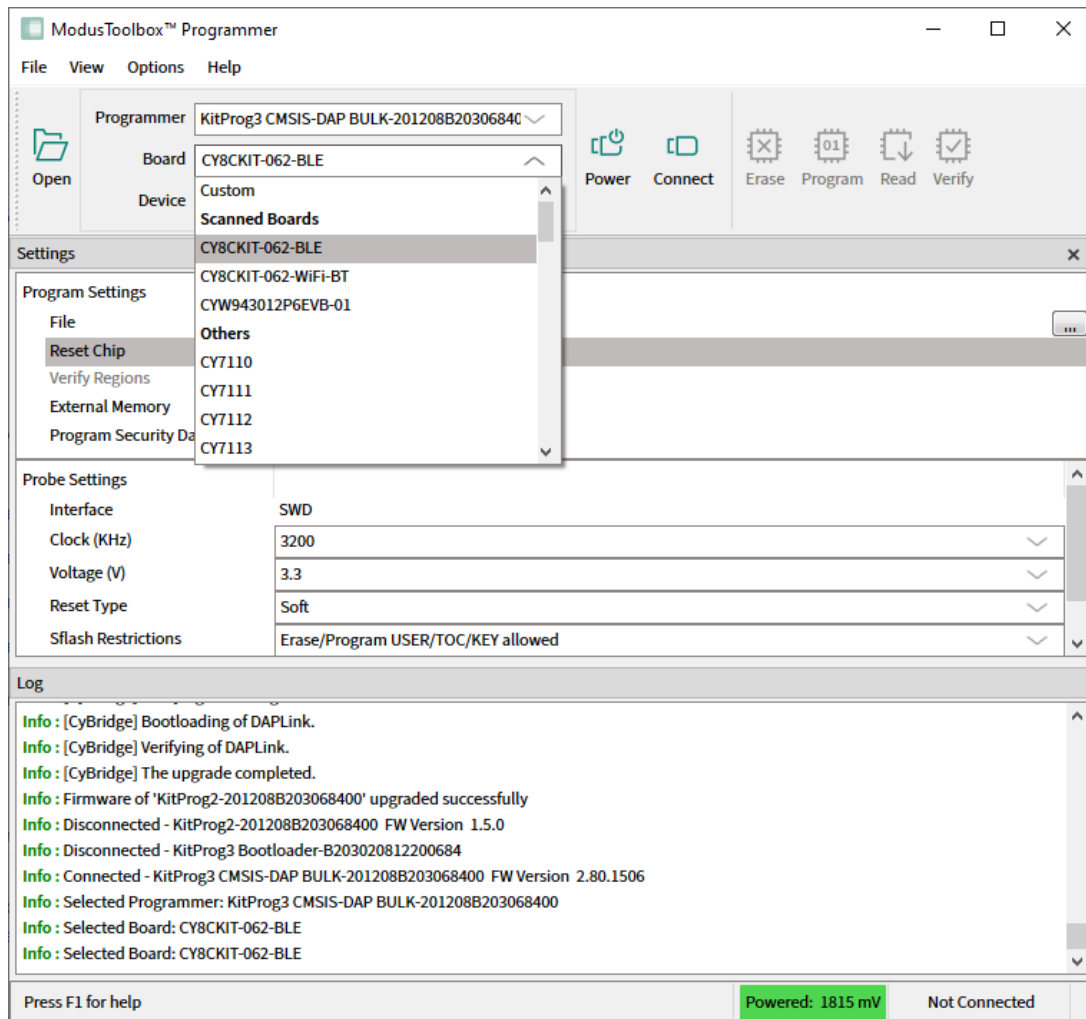 ModusToolbox™ Programmer
File View Options Help
Open
Programmer KitProg3 CMSIS-DAP BULK-201208B20306840
Board CY8CKIT-062-BLE
Device
Power Connect Erase Program Read Verify
Custom
Scanned Boards
CY8CKIT-062-BLE
CY8CKIT-062-WiFi-BT
CYW943012P6EVB-01
Others
CY7110
CY7111
CY7112
CY7113
Settings
Program Settings
File
...
Reset Chip
Verify Regions
External Memory
Program Security Da
Probe Settings
Interface SWD
Clock (KHz) 3200
Voltage (V) 3.3
Reset Type Soft
Sflash Restrictions Erase/Program USER/TOC/KEY allowed
Log
Info : [CyBridge] Bootloading of DAPLink.
Info : [CyBridge] Verifying of DAPLink.
Info : [CyBridge] The upgrade completed.
Info : Firmware of 'KitProg2-201208B203068400' upgraded successfully
Info : Disconnected - KitProg2-201208B203068400 FW Version 1.5.0
Info : Disconnected - KitProg3 Bootloader-B203020812200684
Info : Connected - KitProg3 CMSIS-DAP BULK-201208B203068400 FW Version 2.80.1506
Info : Selected Programmer: KitProg3 CMSIS-DAP BULK-201208B203068400
Info : Selected Board: CY8CKIT-062-BLE
Info : Selected Board: CY8CKIT-062-BLE
Press F1 for help
Powered: 1815 mV
Not Connected